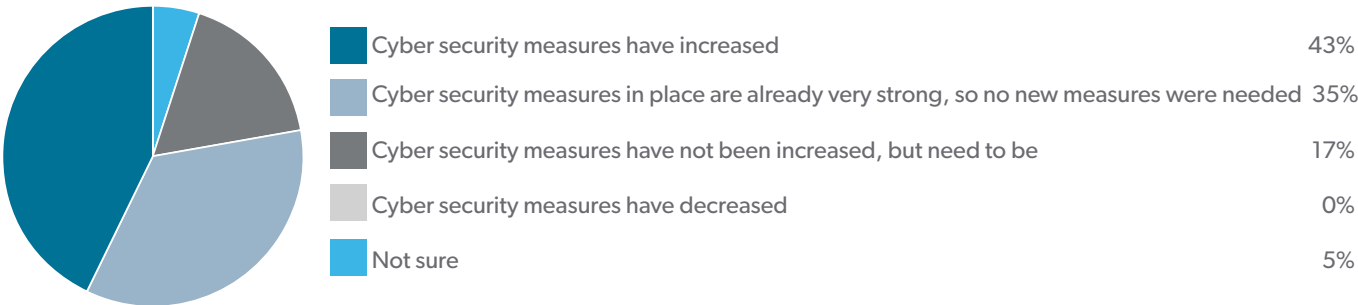 Cyber security measures have increased 43%
Cyber security measures in place are already very strong, so no new measures were needed 35%
Cyber security measures have not been increased, but need to be 17%
Cyber security measures have decreased 0%
Not sure 5%